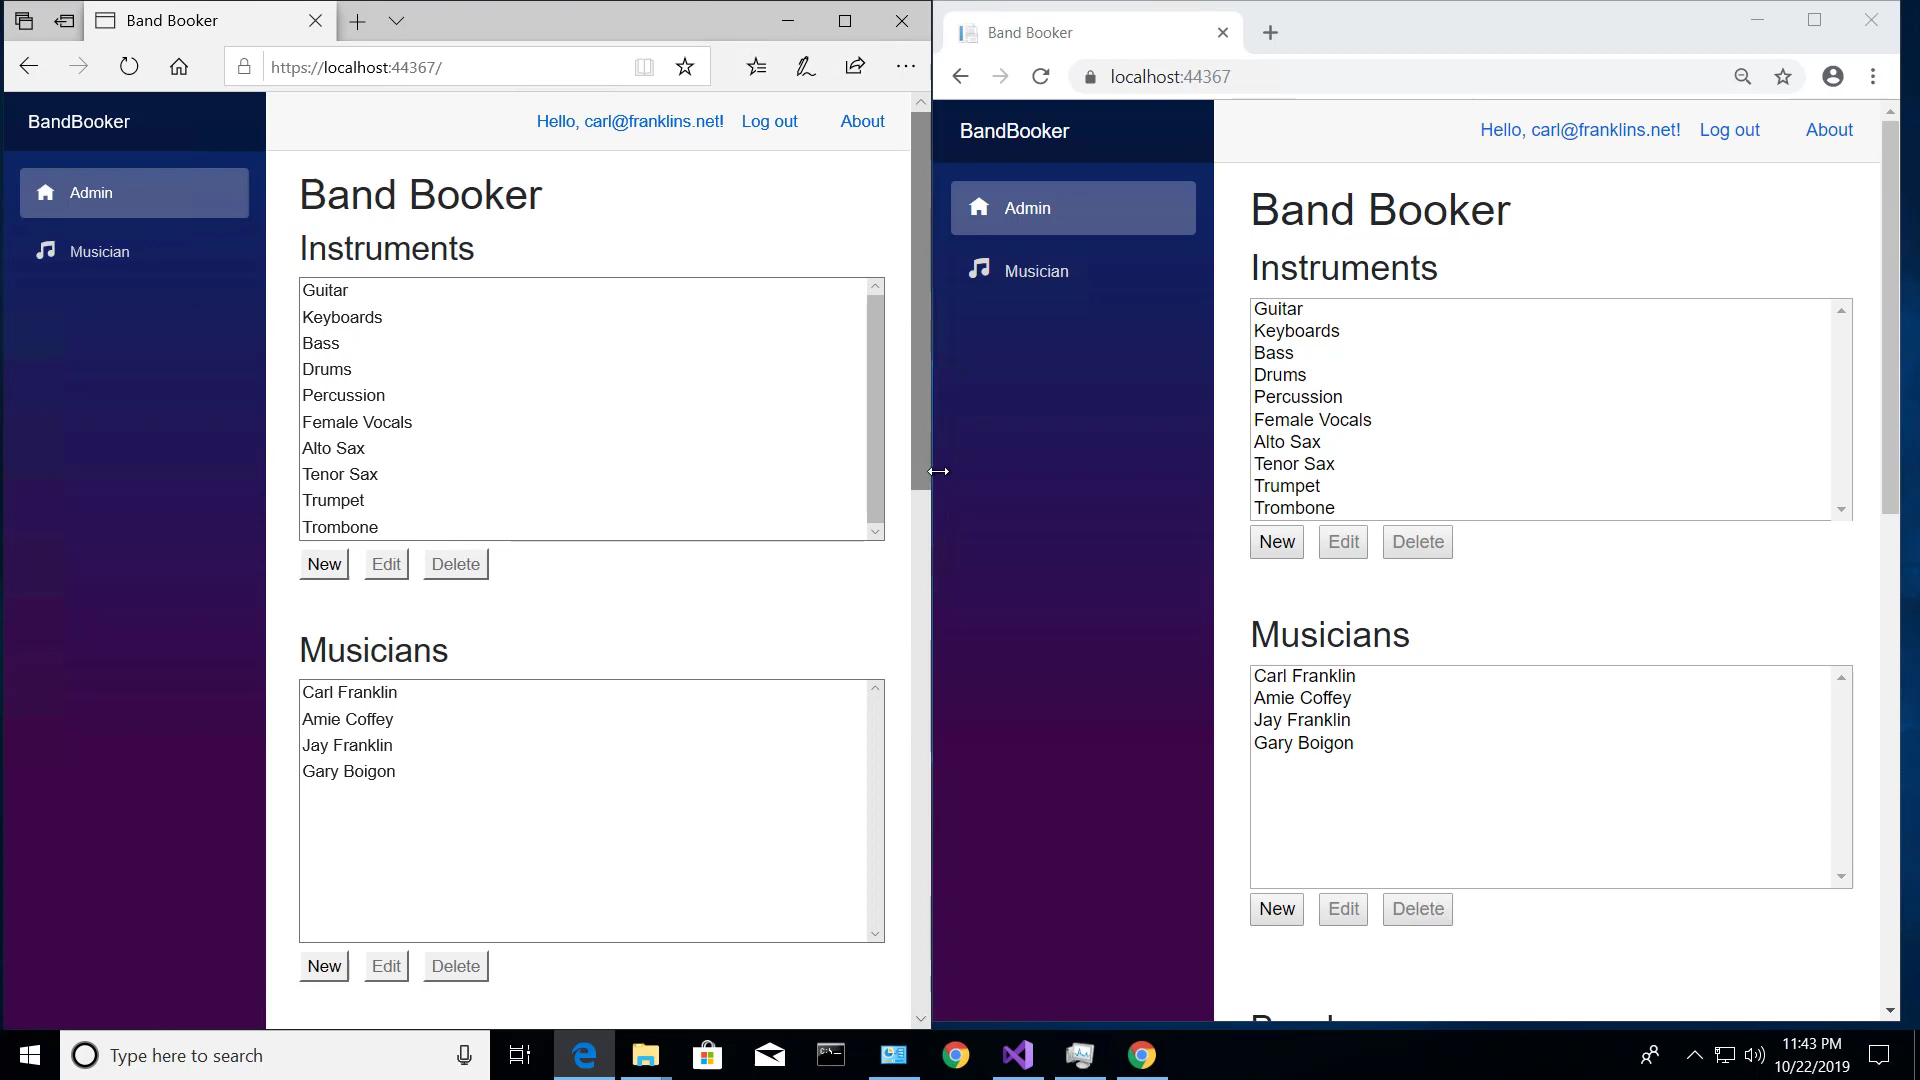 Band Booker
https://localhost:44367/
BandBooker
Hello, carl@franklins.net! Log out About
Admin
Musician
Band Booker
Instruments
Guitar
Keyboards
Bass
Drums
Percussion
Female Vocals
Alto Sax
Tenor Sax
Trumpet
Trombone
New Edit Delete
Musicians
Carl Franklin
Amie Coffey
Jay Franklin
Gary Boigon
New Edit Delete
Band Booker
localhost:44367
BandBooker
Hello, carl@franklins.net! Log out About
Admin
Musician
Band Booker
Instruments
Guitar
Keyboards
Bass
Drums
Percussion
Female Vocals
Alto Sax
Tenor Sax
Trumpet
Trombone
New Edit Delete
Musicians
Carl Franklin
Amie Coffey
Jay Franklin
Gary Boigon
New Edit Delete
Type here to search
11:43 PM
10/22/2019